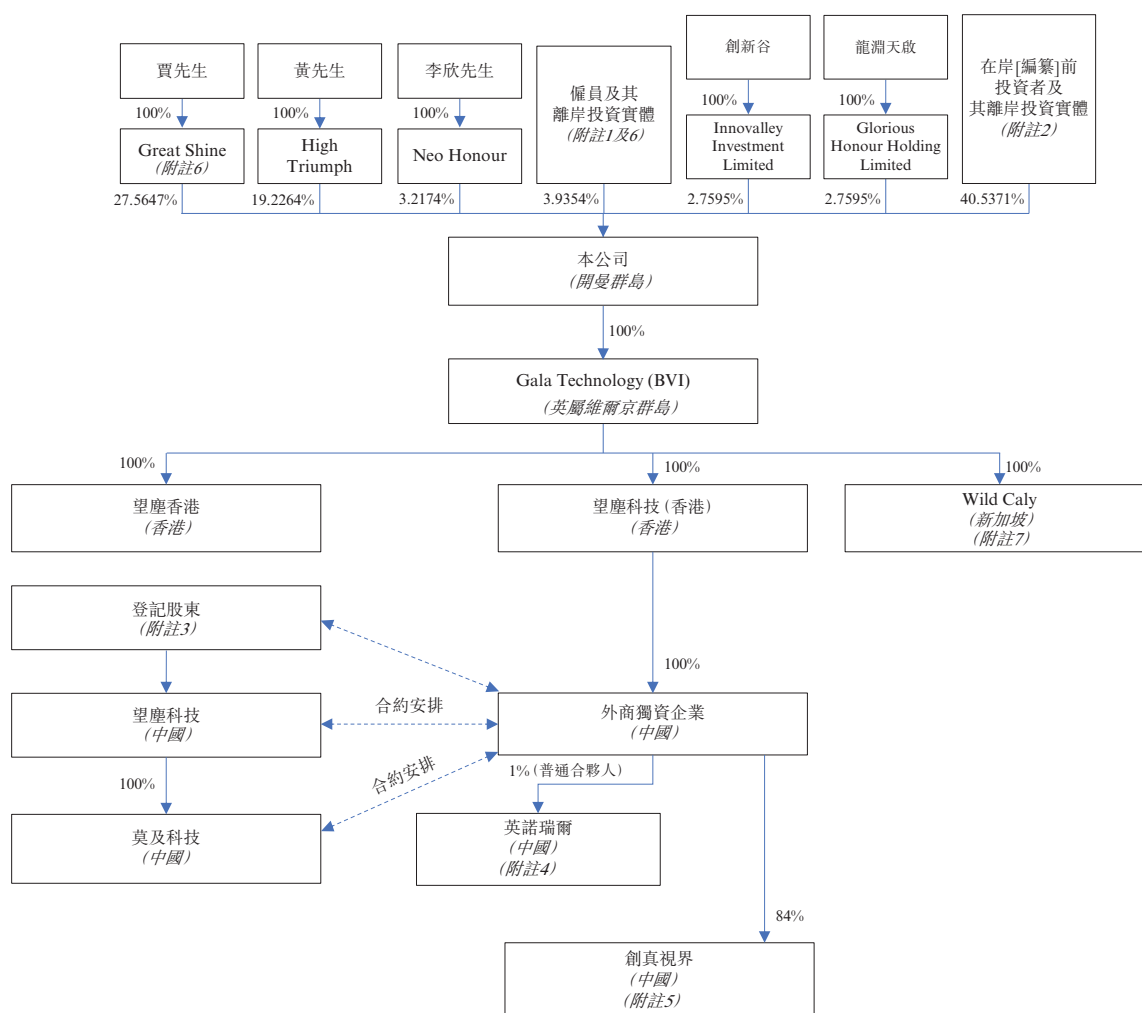 賈先生
黃先生
李欣先生
僱員及其
離岸投資實體
(附註1及6)
創新谷
龍淵天啟
在岸[編纂]前
投資者及
其離岸投資實體
(附註2)
100%
100%
100%
100%
100%
Great Shine
(附註6)
High
Triumph
Neo Honour
Innovalley
Investment
Limited
Glorious
Honour Holding
Limited
27.5647%
19.2264%
3.2174%
3.9354%
2.7595%
2.7595%
40.5371%
本公司
(開曼群島)
100%
Gala Technology (BVI)
(英屬維爾京群島)
100%
100%
100%
望塵香港
(香港)
望塵科技(香港)
(香港)
Wild Caly
(新加坡)
(附註7)
登記股東
(附註3)
100%
望塵科技
(中國)
合約安排
外商獨資企業
(中國)
100%
合約安排
1%(普通合夥人)
莫及科技
(中國)
英諾瑞爾
(中國)
(附註4)
84%
創真視界
(中國)
(附註5)